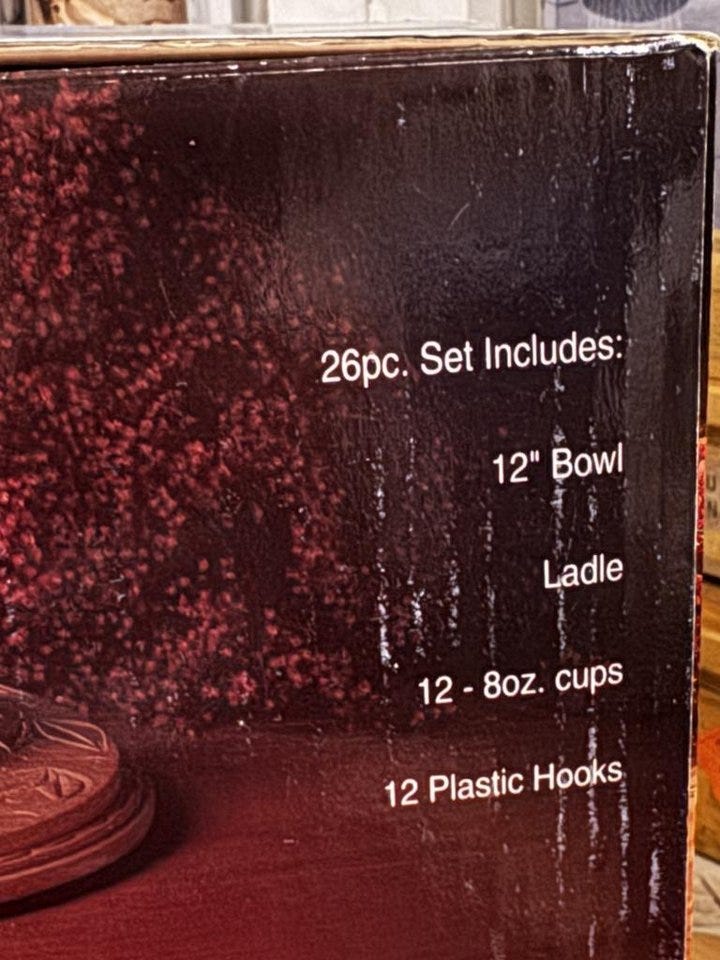 26pc. Set Includes:
12" Bowl
Ladle
12 - 8oz. cups
12 Plastic Hooks